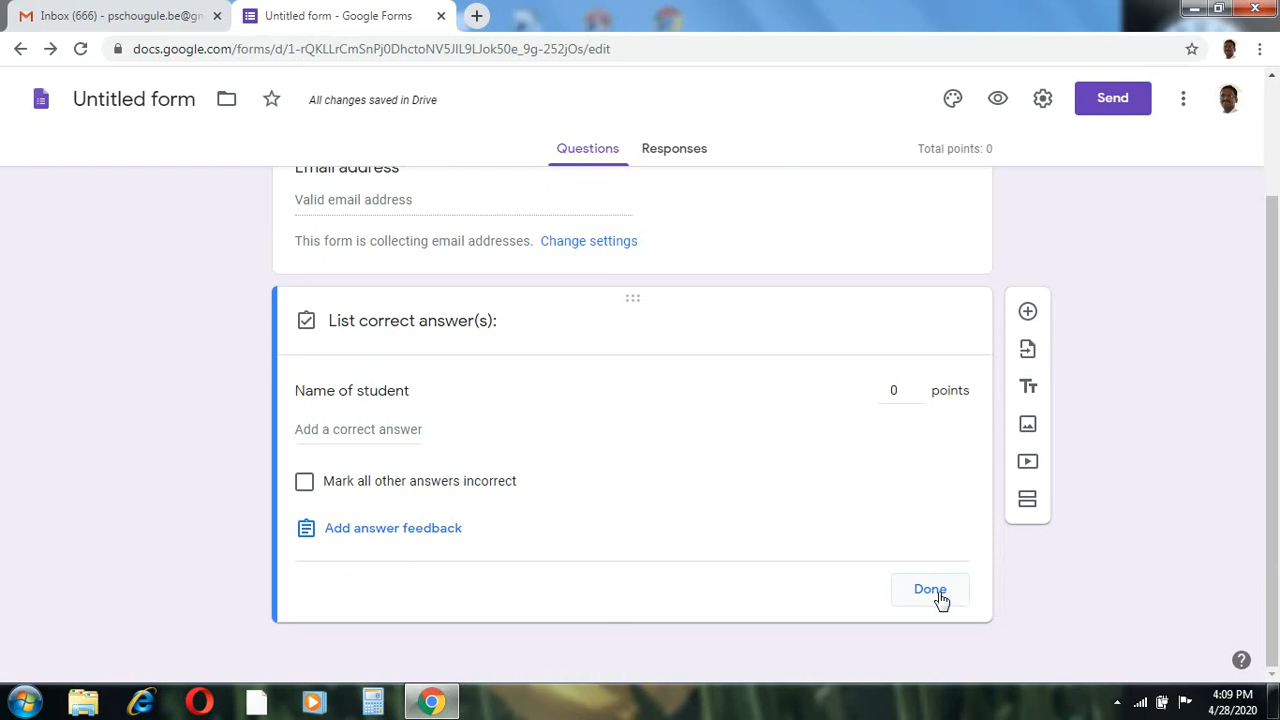 Inbox (666) - pschougule.be@gm
Untitled form - Google Forms
docs.google.com/forms/d/1-rQKLLrCmSnPj0DhctoNV5JIL9LJok50e_9g-252jOs/edit
Untitled form
All changes saved in Drive
Send
Questions
Responses
Total points: 0
Email address
Valid email address
This form is collecting email addresses. Change settings
List correct answer(s):
Name of student
0 points
Add a correct answer
Mark all other answers incorrect
Add answer feedback
Done
4:09 PM
4/28/2020